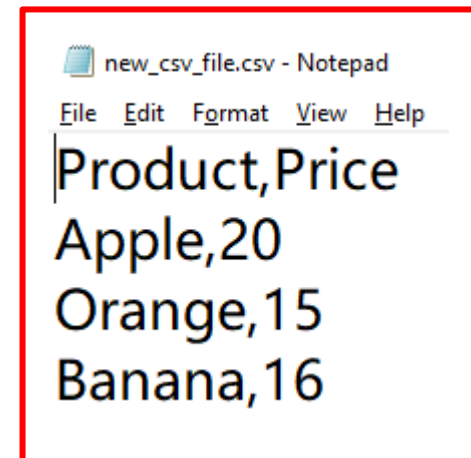 new_csv_file.csv - Notepad
File Edit Format View Help
Product,Price
Apple,20
Orange,15
Banana,16